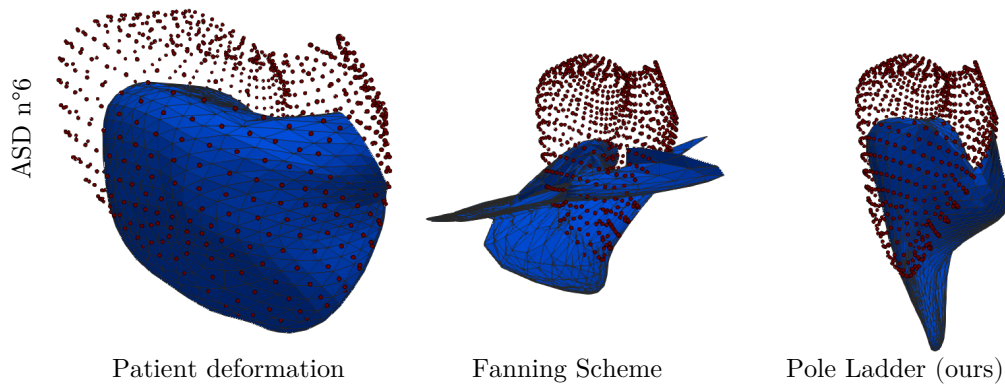 ASD n°6
Patient deformation
Fanning Scheme
Pole Ladder (ours)